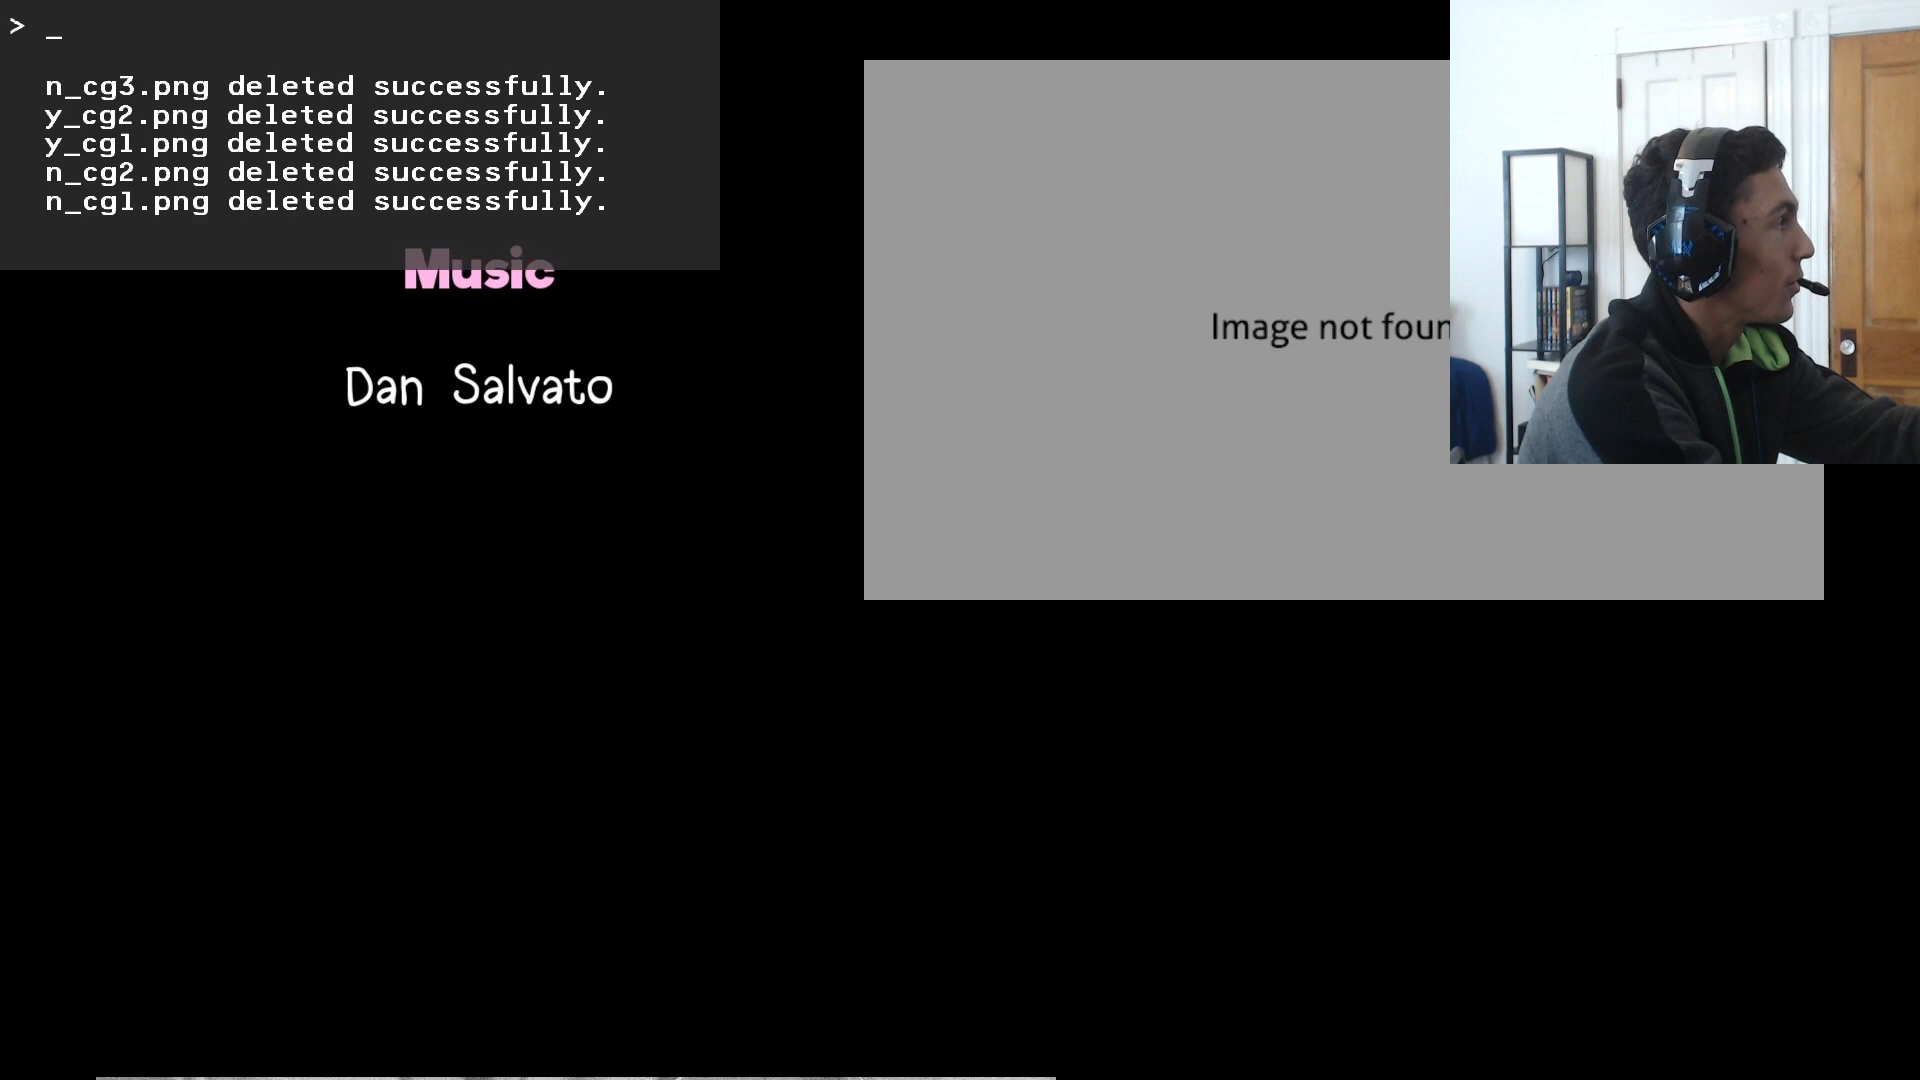 > _
n_cg3.png deleted successfully.
y_cg2.png deleted successfully.
y_cg1.png deleted successfully.
n_cg2.png deleted successfully.
n_cg1.png deleted successfully.
Music
Dan Salvato
Image not foun